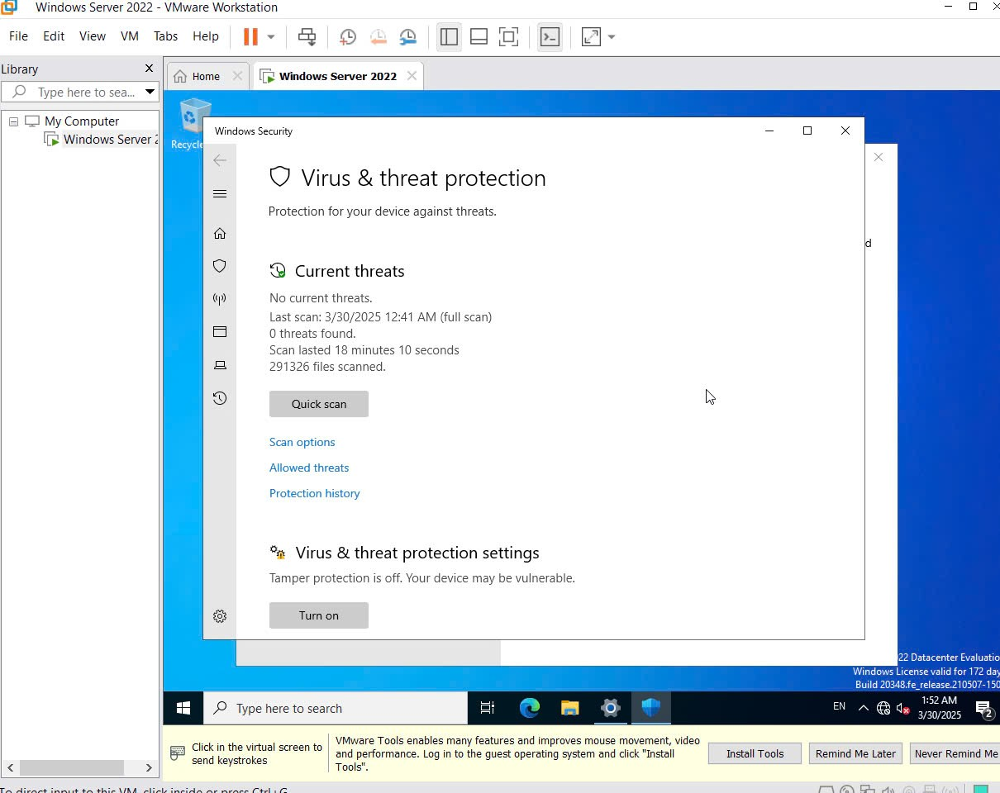 Windows Server 2022 - VMware Workstation
File Edit View VM Tabs Help
Library
Type here to sea...
My Computer
Windows Server
Home
Windows Server 2022
Recycle
Windows Security
Virus & threat protection
Protection for your device against threats.
Current threats
No current threats.
Last scan: 3/30/2025 12:41 AM (full scan)
0 threats found.
Scan lasted 18 minutes 10 seconds
291326 files scanned.
Quick scan
Scan options
Allowed threats
Protection history
Virus & threat protection settings
Tamper protection is off. Your device may be vulnerable.
Turn on
d
22 Datacenter Evaluatio
Windows License valid for 172 day
Build 20348.fe_release.210507-150
Type here to search
EN
1:52 AM
3/30/2025
2
Click in the virtual screen to
send keystrokes
VMware Tools enables many features and improves mouse movement, video
and performance. Log in to the guest operating system and click "Install
Tools".
Install Tools
Remind Me Later
Never Remind Me
To direct input to this VM, click inside or press Ctrl+G.